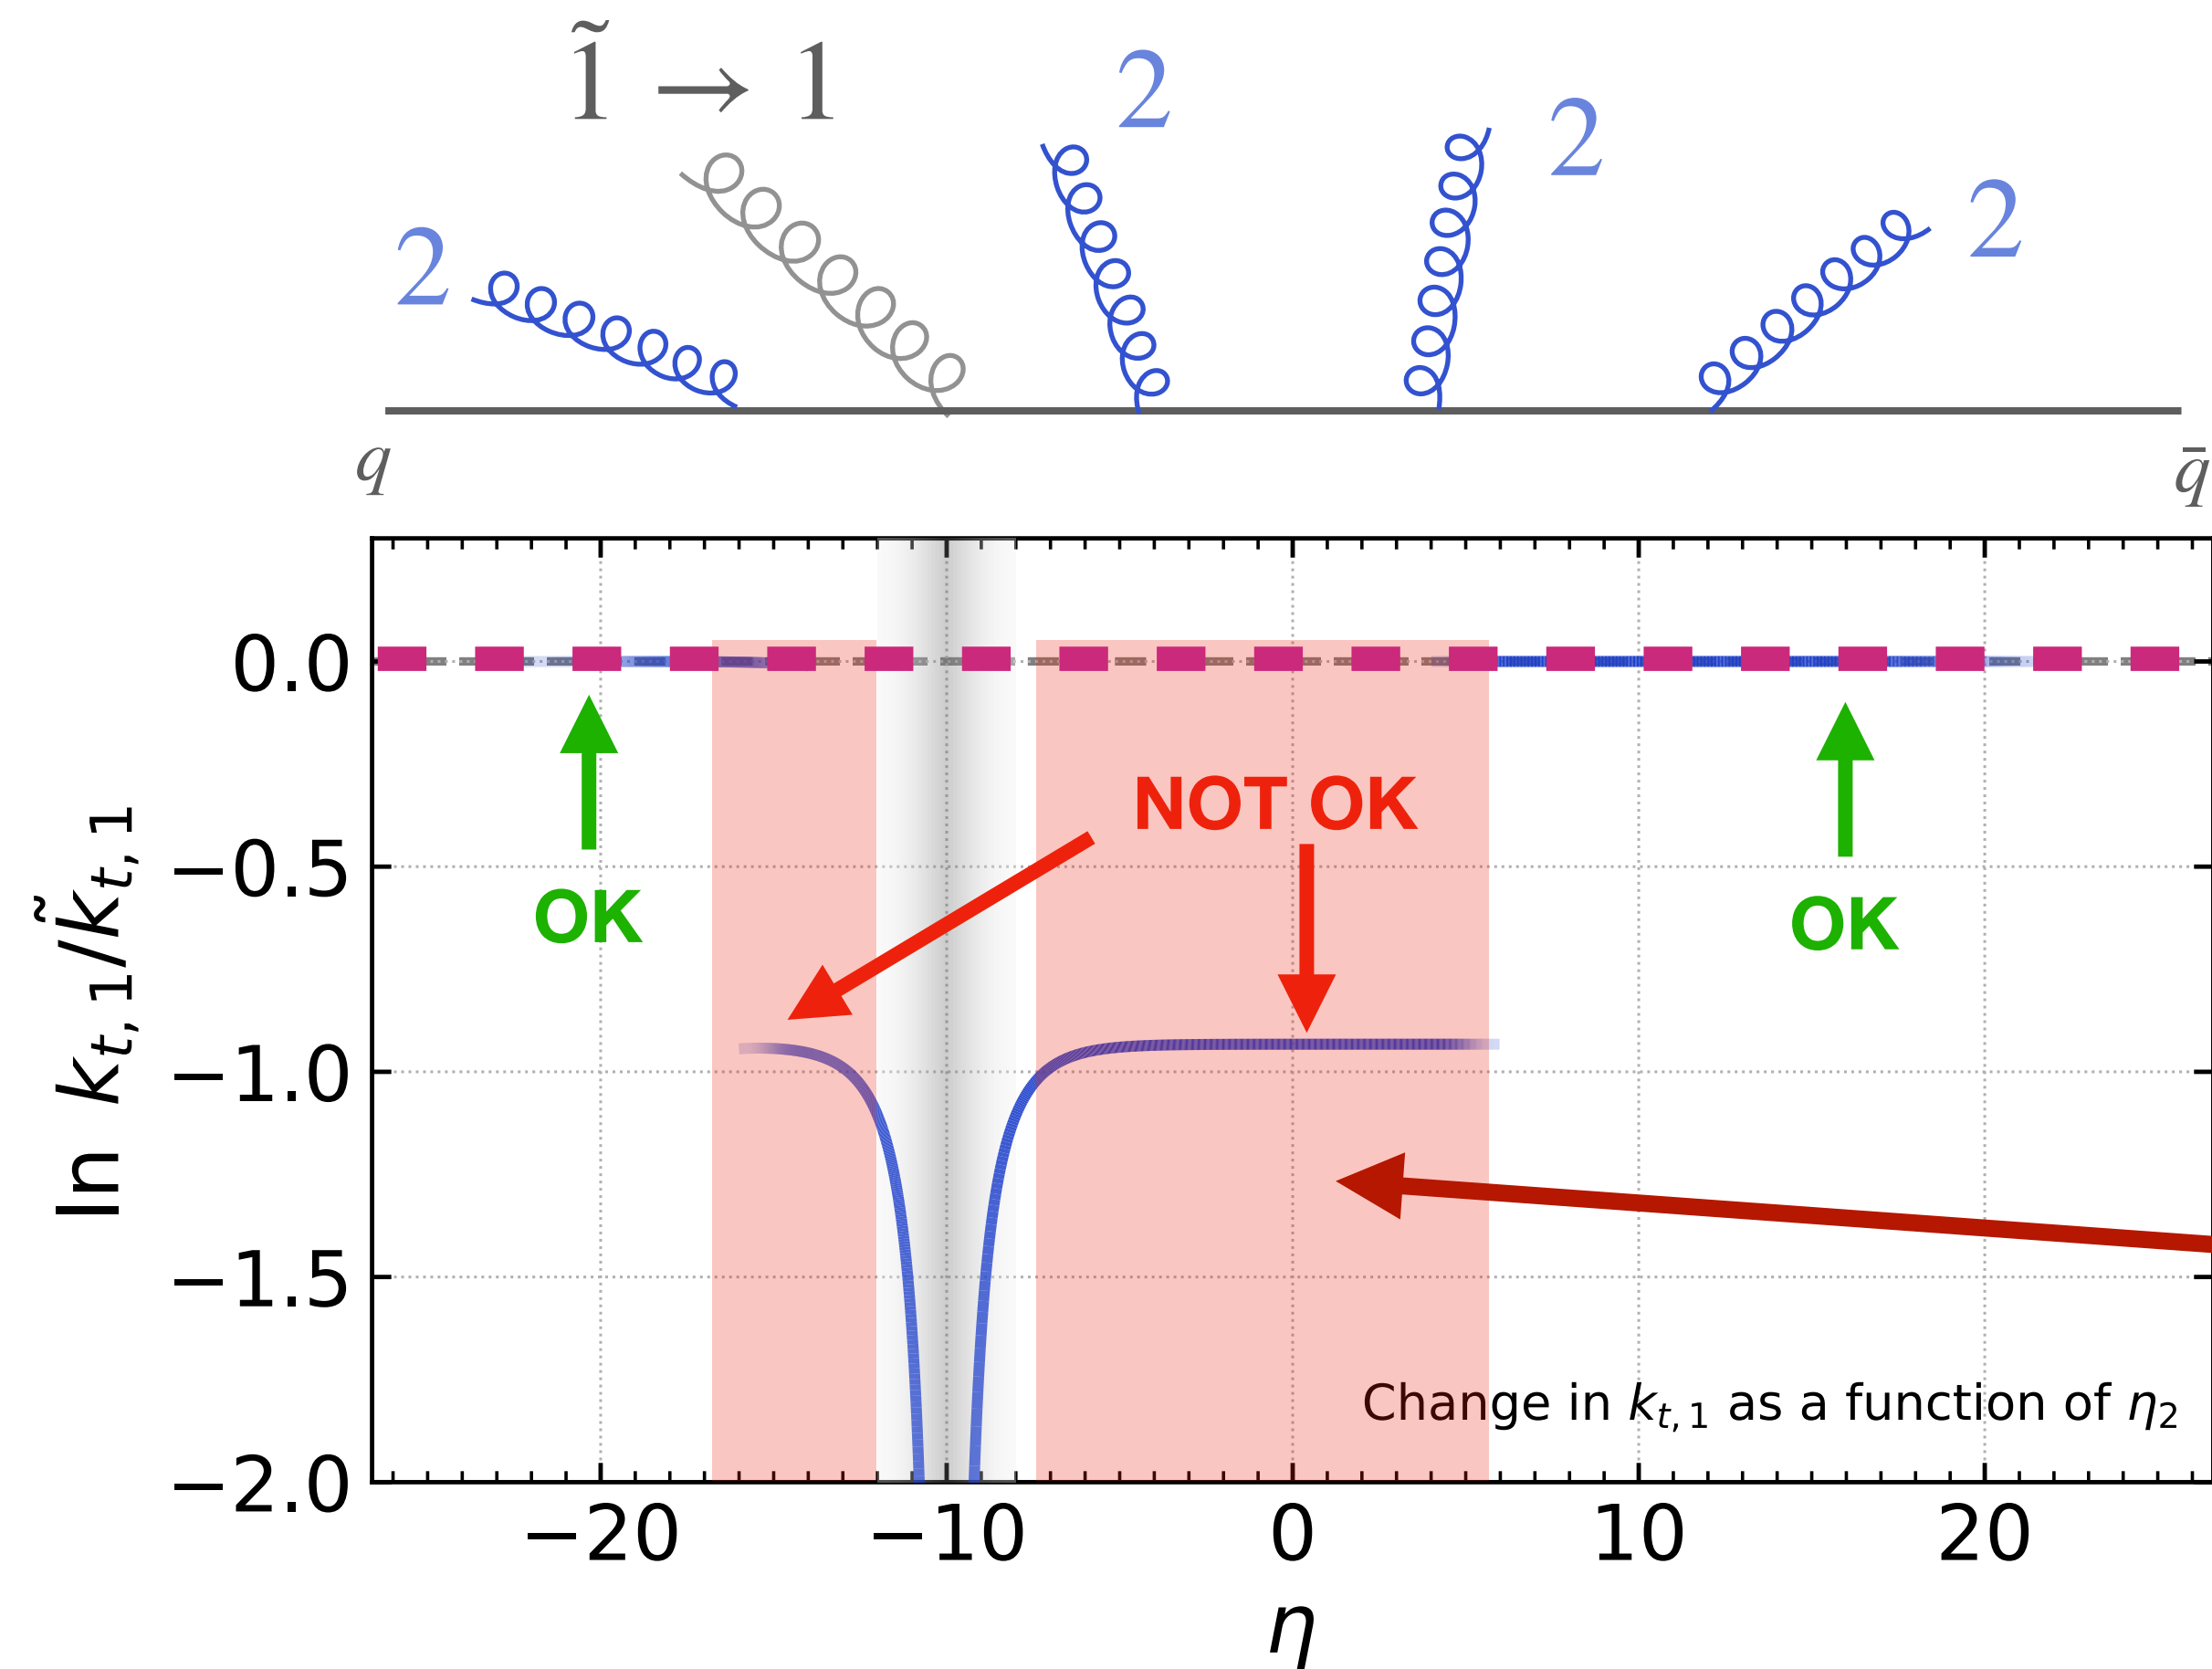 1̃ → 1
2
2
2
2
q
q̄
0.0
−0.5
−1.0
−1.5
−2.0
ln k_{t,1}/k̃_{t,1}
OK
NOT OK
OK
Change in k_{t,1} as a function of η₂
−20
−10
0
10
20
η